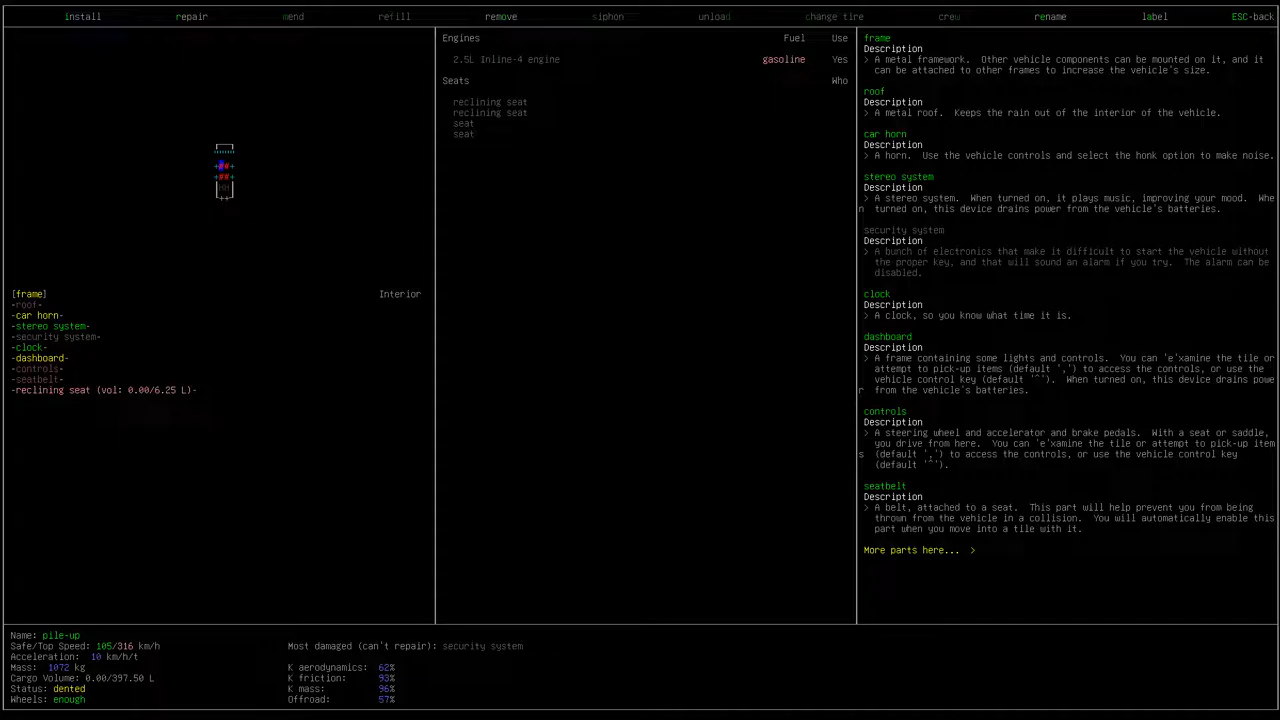 install repair mend refill remove siphon unload change tire crew rename label ESC-back
Engines Fuel Use
2.5L Inline-4 engine gasoline Yes
Seats Who
reclining seat
reclining seat
seat
seat
[frame] Interior
-roof-
-car horn-
-stereo system-
-security system-
-clock-
-dashboard-
-controls-
-seatbelt-
-reclining seat (vol: 0.00/6.25 L)-
frame
Description
> A metal framework. Other vehicle components can be mounted on it, and it
can be attached to other frames to increase the vehicle's size.
roof
Description
> A metal roof. Keeps the rain out of the interior of the vehicle.
car horn
Description
> A horn. Use the vehicle controls and select the honk option to make noise.
stereo system
Description
> A stereo system. When turned on, it plays music, improving your mood. Whe
n turned on, this device drains power from the vehicle's batteries.
security system
Description
> A bunch of electronics that make it difficult to start the vehicle without
the proper key, and that will sound an alarm if you try. The alarm can be
disabled.
clock
Description
> A clock, so you know what time it is.
dashboard
Description
> A frame containing some lights and controls. You can 'e'xamine the tile or
attempt to pick-up items (default ',') to access the controls, or use the
vehicle control key (default '^'). When turned on, this device drains powe
r from the vehicle's batteries.
controls
Description
> A steering wheel and accelerator and brake pedals. With a seat or saddle,
you drive from here. You can 'e'xamine the tile or attempt to pick-up item
s (default ',') to access the controls, or use the vehicle control key
(default '^').
seatbelt
Description
> A belt, attached to a seat. This part will help prevent you from being
thrown from the vehicle in a collision. You will automatically enable this
part when you move into a tile with it.
More parts here... >
Name: pile-up
Safe/Top Speed: 105/316 km/h Most damaged (can't repair): security system
Acceleration: 10 km/h/t
Mass: 1072 kg K aerodynamics: 62%
Cargo Volume: 0.00/397.50 L K friction: 93%
Status: dented K mass: 96%
Wheels: enough Offroad: 57%